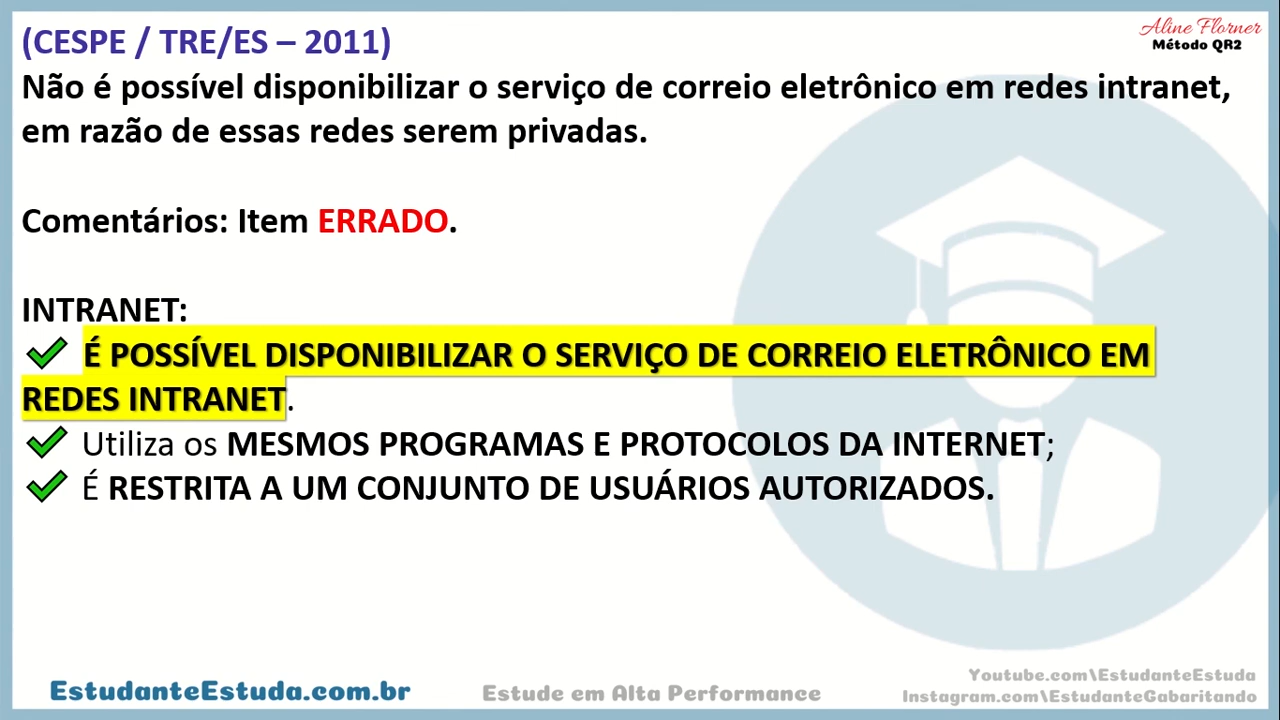 (CESPE / TRE/ES – 2011)
Aline Florner
Método QR2
Não é possível disponibilizar o serviço de correio eletrônico em redes intranet,
em razão de essas redes serem privadas.
Comentários: Item ERRADO.
INTRANET:
✔ É POSSÍVEL DISPONIBILIZAR O SERVIÇO DE CORREIO ELETRÔNICO EM
REDES INTRANET.
✔ Utiliza os MESMOS PROGRAMAS E PROTOCOLOS DA INTERNET;
✔ É RESTRITA A UM CONJUNTO DE USUÁRIOS AUTORIZADOS.
EstudanteEstuda.com.br
Estude em Alta Performance
Youtube.com\EstudanteEstuda
Instagram.com\EstudanteGabaritando